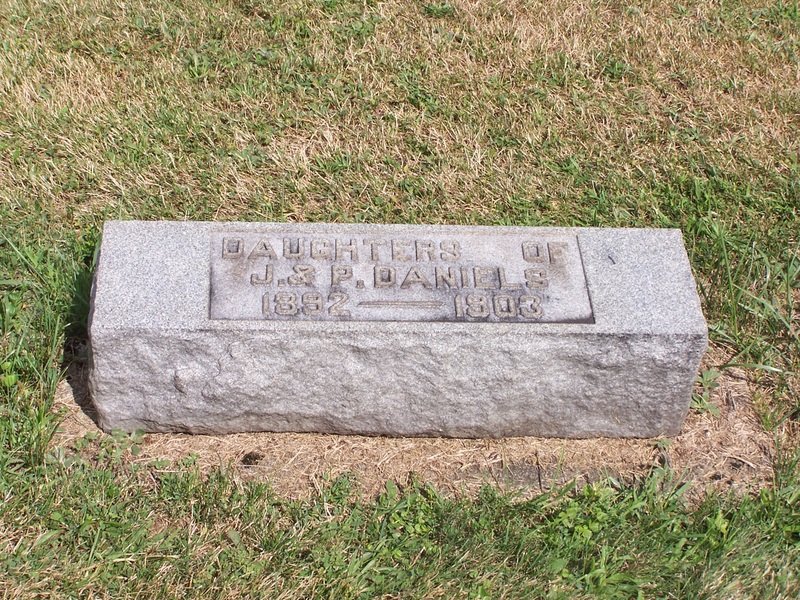 DAUGHTERS OF
J. & P. DANIELS
1892 — 1903